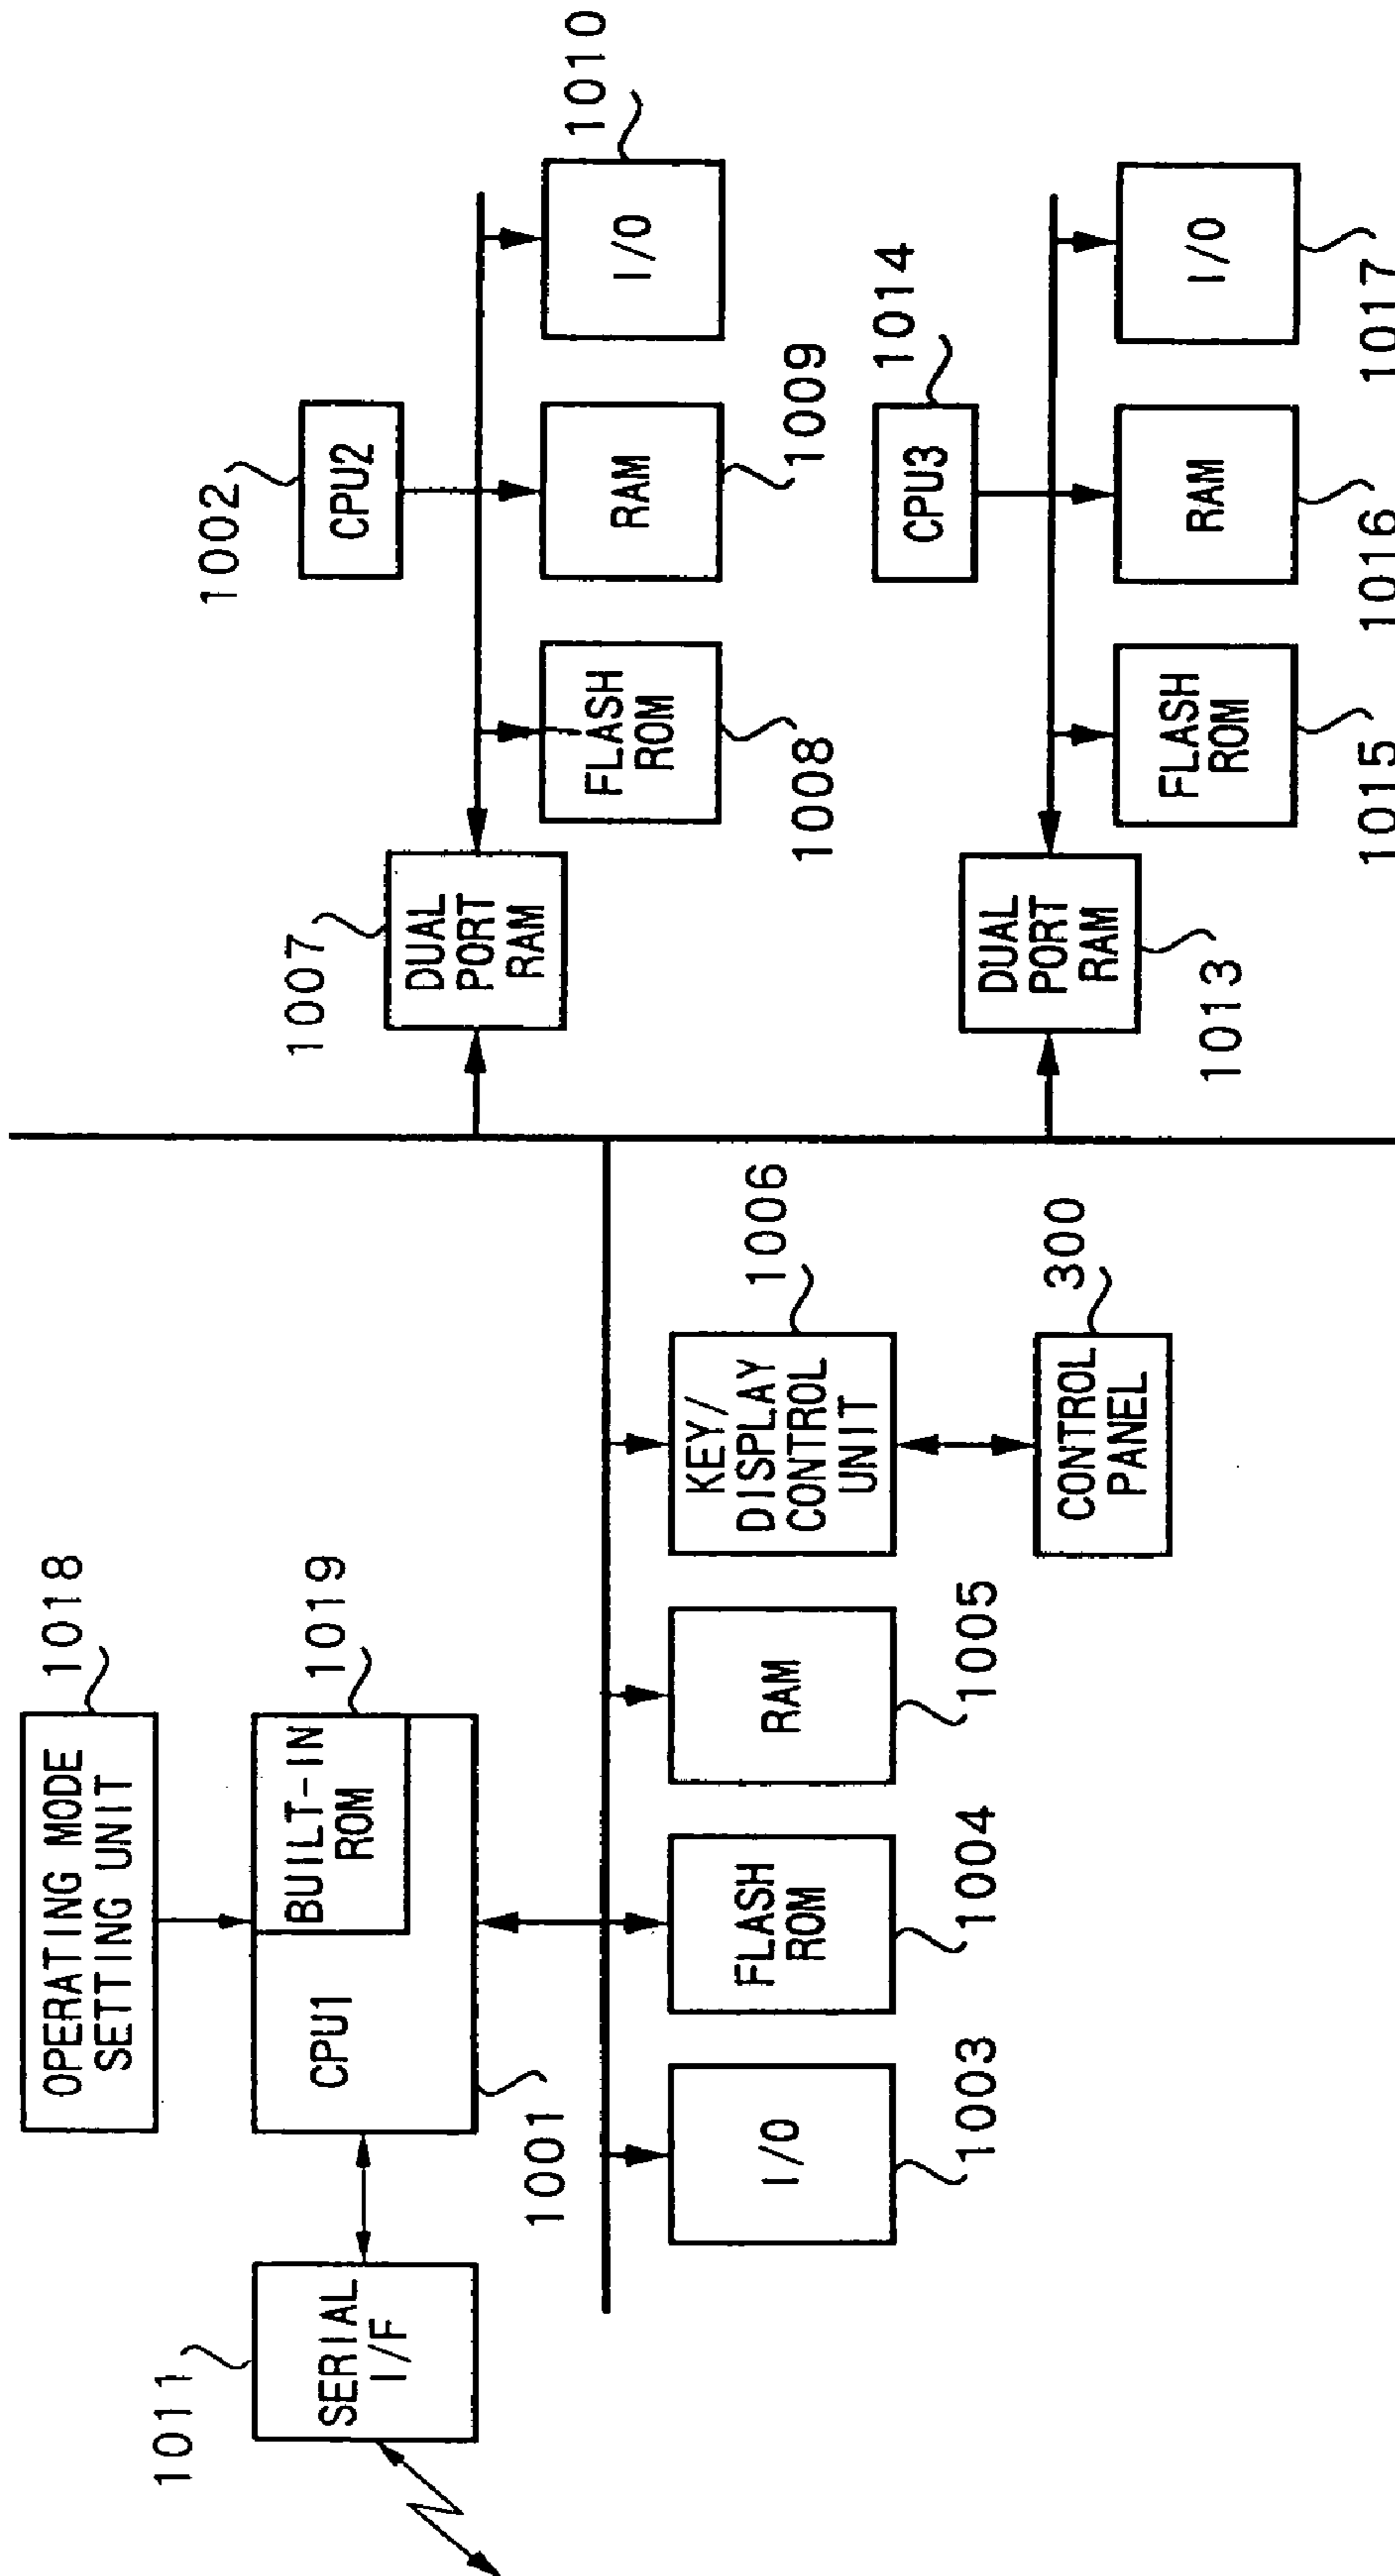 OPERATING MODE
SETTING UNIT
1018
1011
SERIAL
I/F
CPU1
BUILT-IN
ROM
1019
1001
I/O
1003
FLASH
ROM
1004
RAM
1005
KEY/
DISPLAY
CONTROL
UNIT
1006
CONTROL
PANEL
300
1002
CPU2
1007
DUAL
PORT
RAM
FLASH
ROM
1008
RAM
1009
I/O
1010
CPU3
1014
DUAL
PORT
RAM
1013
FLASH
ROM
1015
RAM
1016
I/O
1017